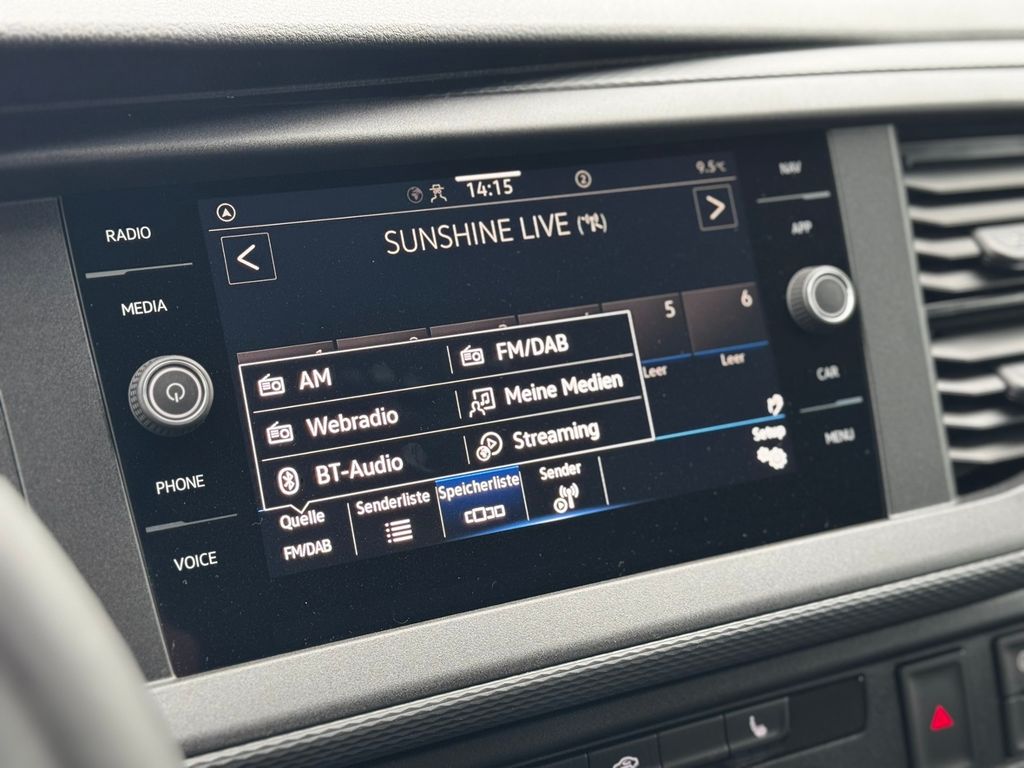 14:15
9.5°C
2
SUNSHINE LIVE
<
>
RADIO
MEDIA
PHONE
VOICE
NAV
APP
CAR
MENU
5
6
Leer
Leer
AM
FM/DAB
Webradio
Meine Medien
BT-Audio
Streaming
Quelle
FM/DAB
Senderliste
Speicherliste
Sender
Setup